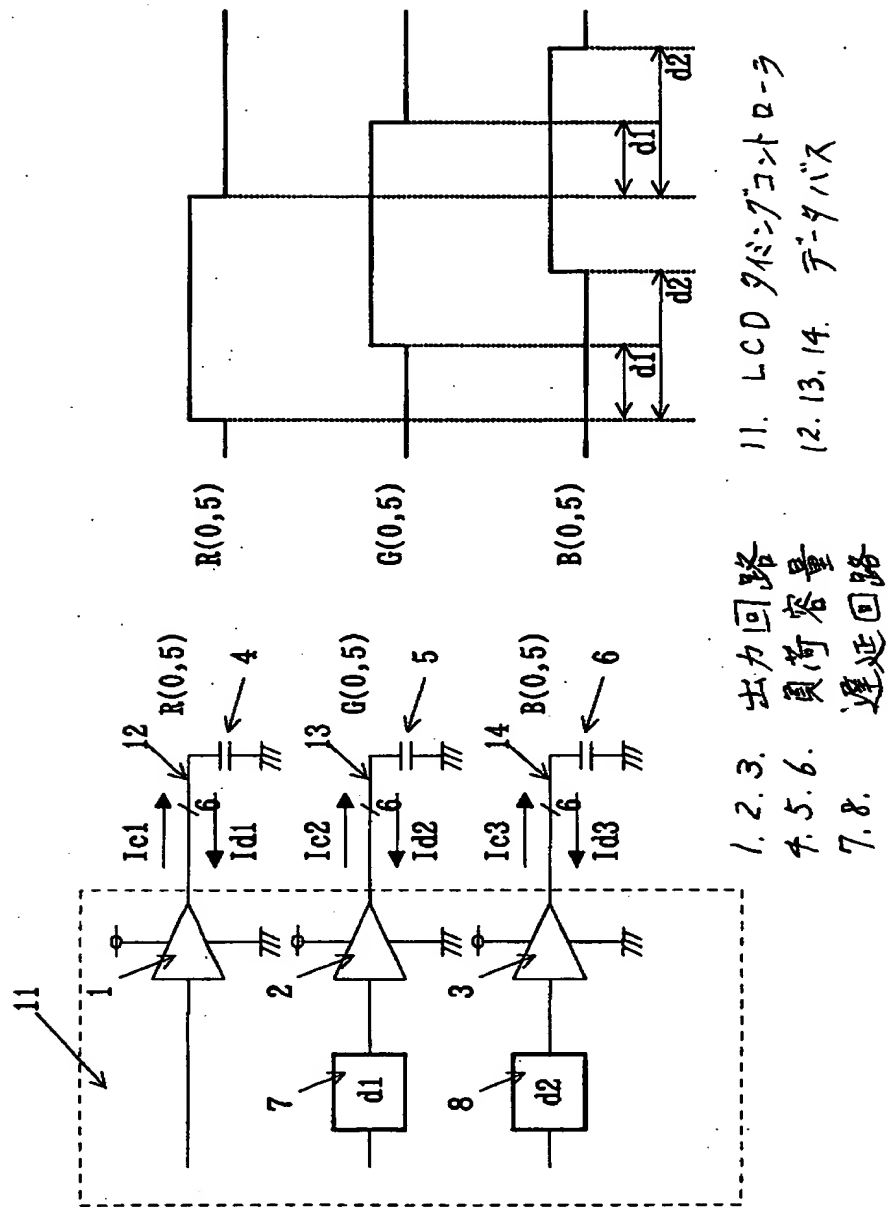 11
1
R(0,5)
12
4
Ic1
6
Id1
7
d1
2
G(0,5)
13
5
Ic2
6
Id2
8
d2
3
B(0,5)
14
6
Ic3
6
Id3
R(0,5)
G(0,5)
B(0,5)
d1
d2
d1
d2
1.2.3. 出力回路
4.5.6. 負荷容量
7.8. 遅延回路
11. LCDタイミングコントローラ
12.13.14. データバス